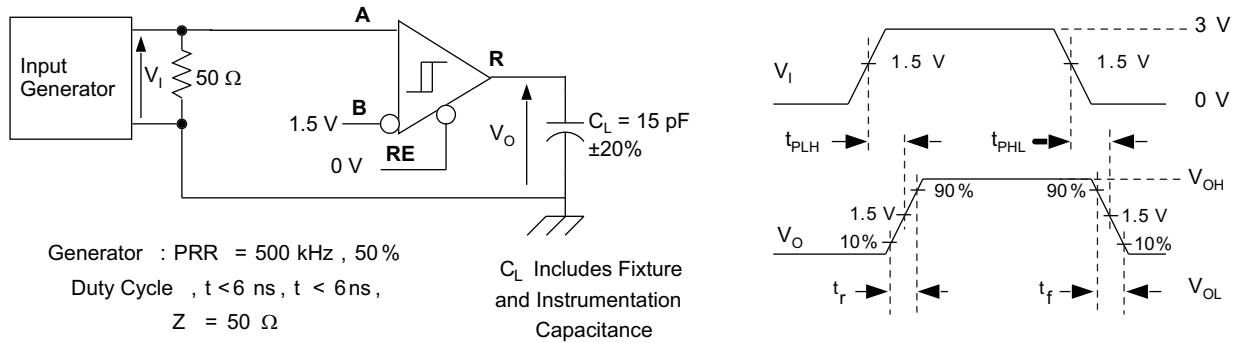 Input
Generator
V_I
50 Ω
A
B
1.5 V
0 V
RE
R
V_O
C_L = 15 pF
±20%
Generator : PRR = 500 kHz , 50%
Duty Cycle , t <6 ns , t < 6ns ,
Z = 50 Ω
C_L Includes Fixture
and Instrumentation
Capacitance
V_I
1.5 V
1.5 V
3 V
0 V
t_PLH
t_PHL
V_O
10%
1.5 V
90%
90%
1.5 V
10%
V_OH
V_OL
t_r
t_f